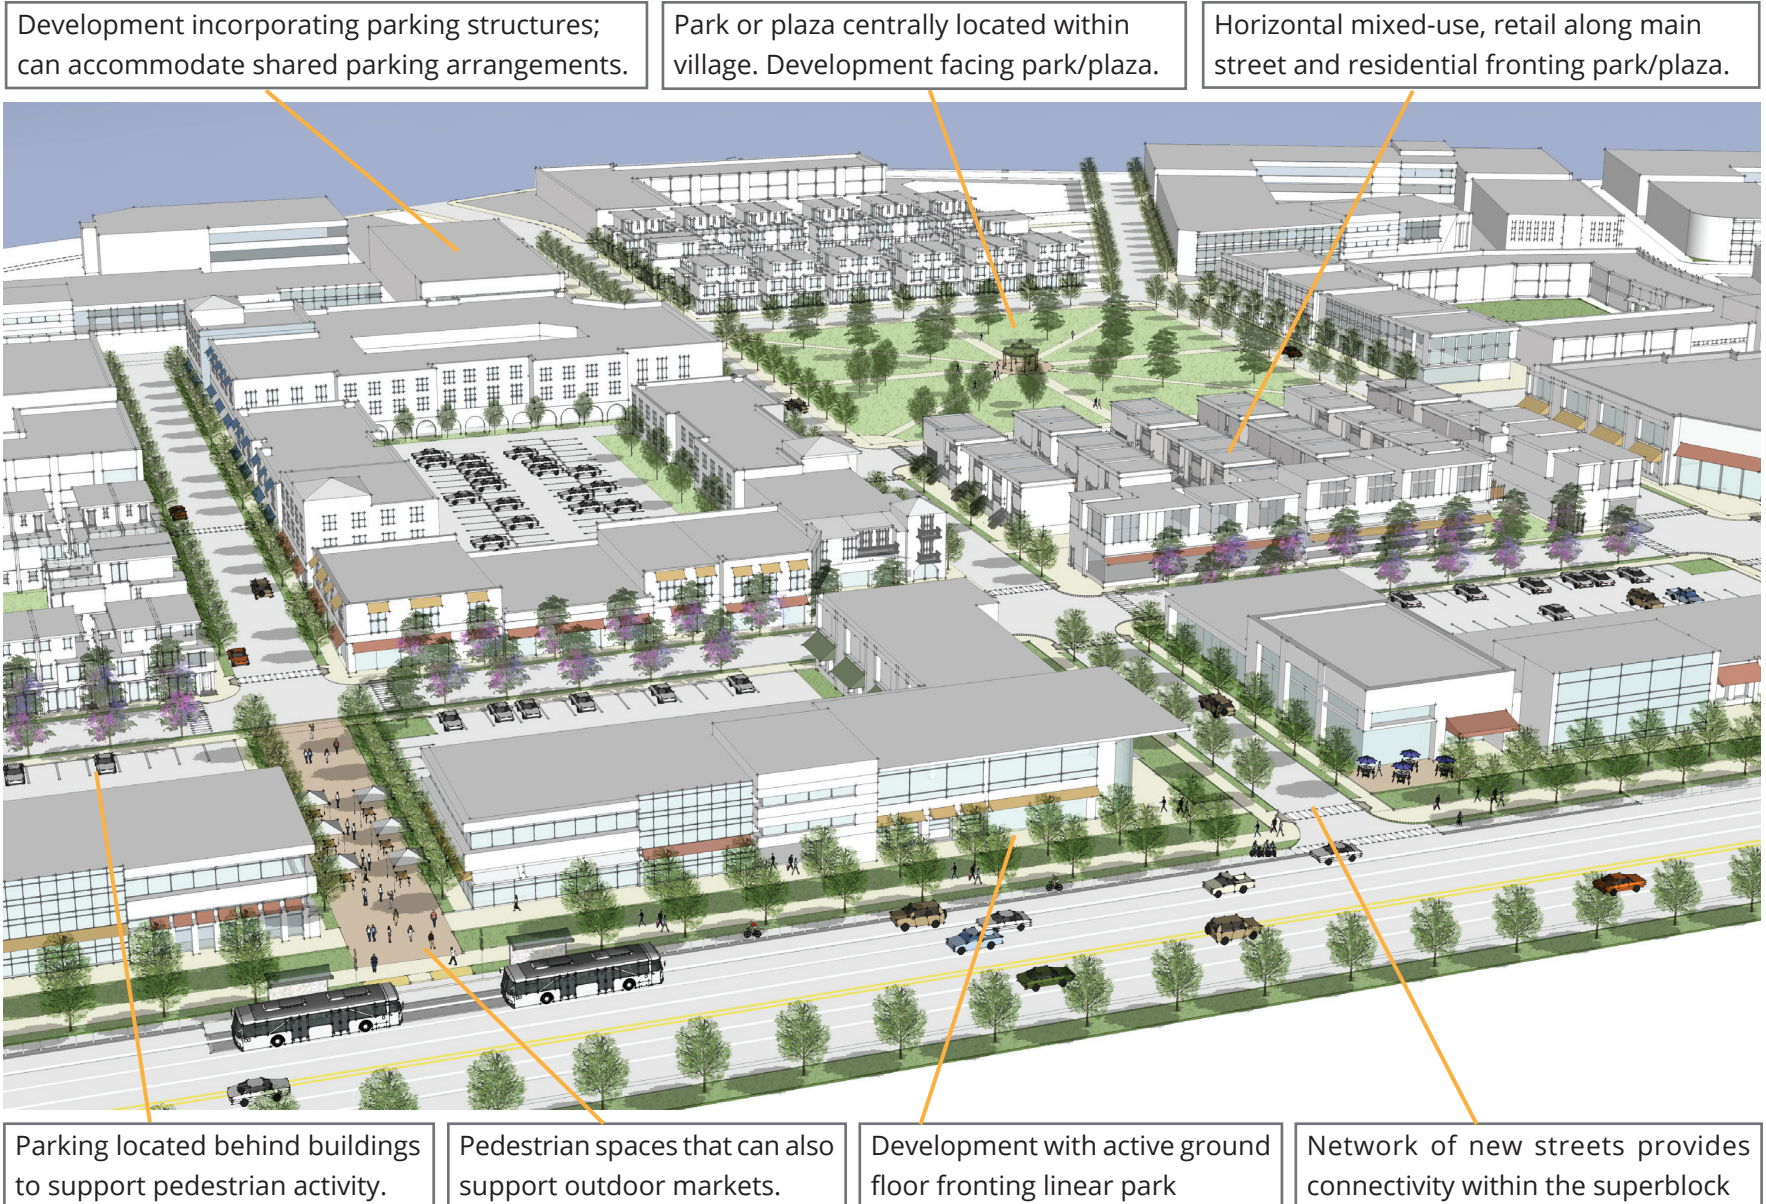 Development incorporating parking structures;
can accommodate shared parking arrangements.
Park or plaza centrally located within
village. Development facing park/plaza.
Horizontal mixed-use, retail along main
street and residential fronting park/plaza.
Parking located behind buildings
to support pedestrian activity.
Pedestrian spaces that can also
support outdoor markets.
Development with active ground
floor fronting linear park
Network of new streets provides
connectivity within the superblock